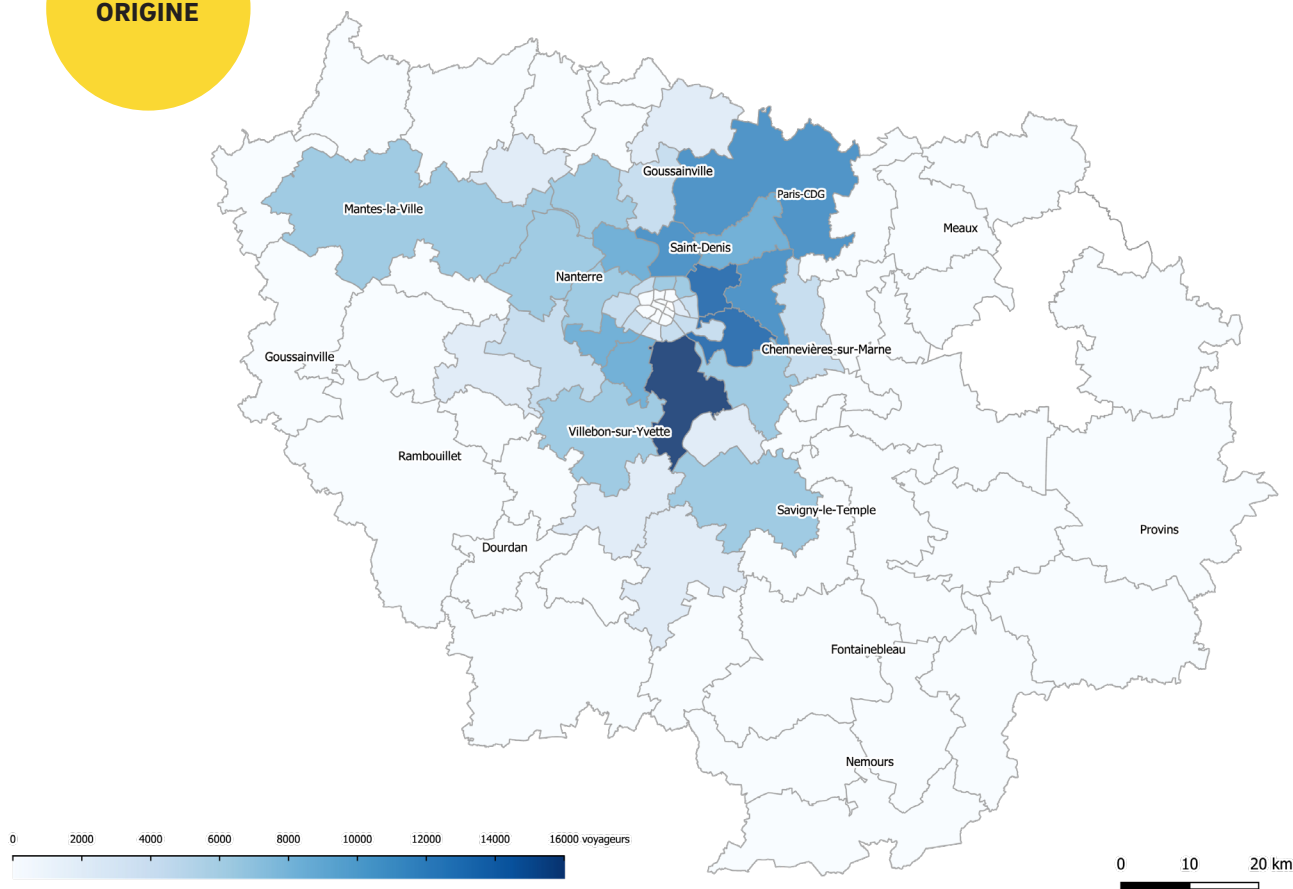 ORIGINE
Goussainville
Paris-CDG
Mantes-la-Ville
Meaux
Saint-Denis
Nanterre
Chennevières-sur-Marne
Goussainville
Villebon-sur-Yvette
Rambouillet
Savigny-le-Temple
Provins
Dourdan
Fontainebleau
Nemours
0 2000 4000 6000 8000 10000 12000 14000 16000 voyageurs
0 10 20 km